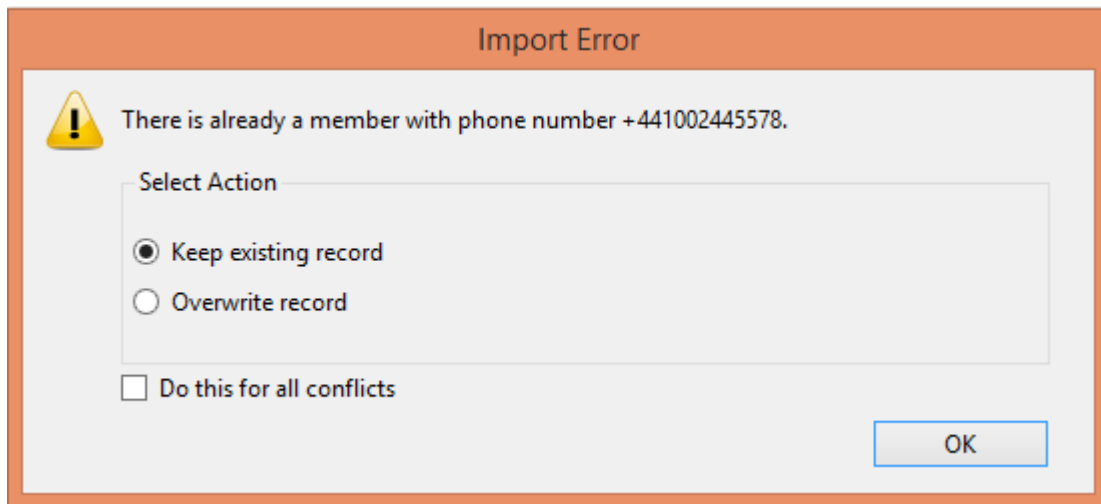 Import Error
There is already a member with phone number +441002445578.
Select Action
Keep existing record
Overwrite record
Do this for all conflicts
OK